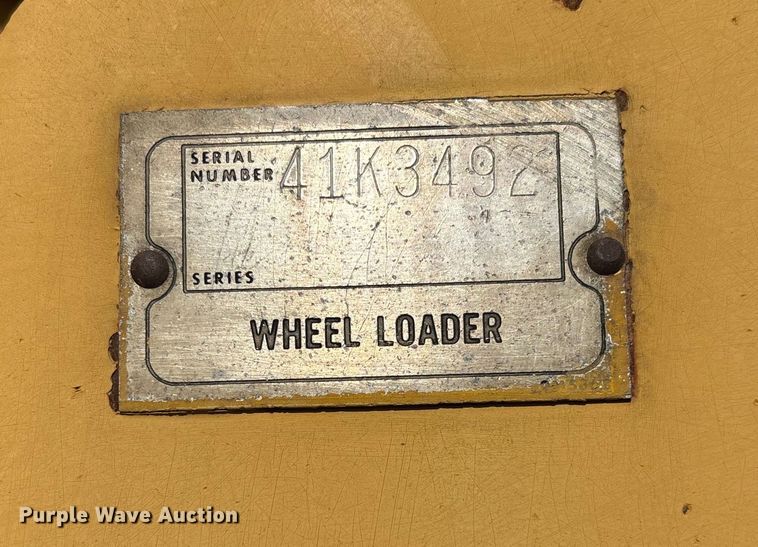 SERIAL
NUMBER 41K3492
SERIES
WHEEL LOADER
Purple Wave Auction